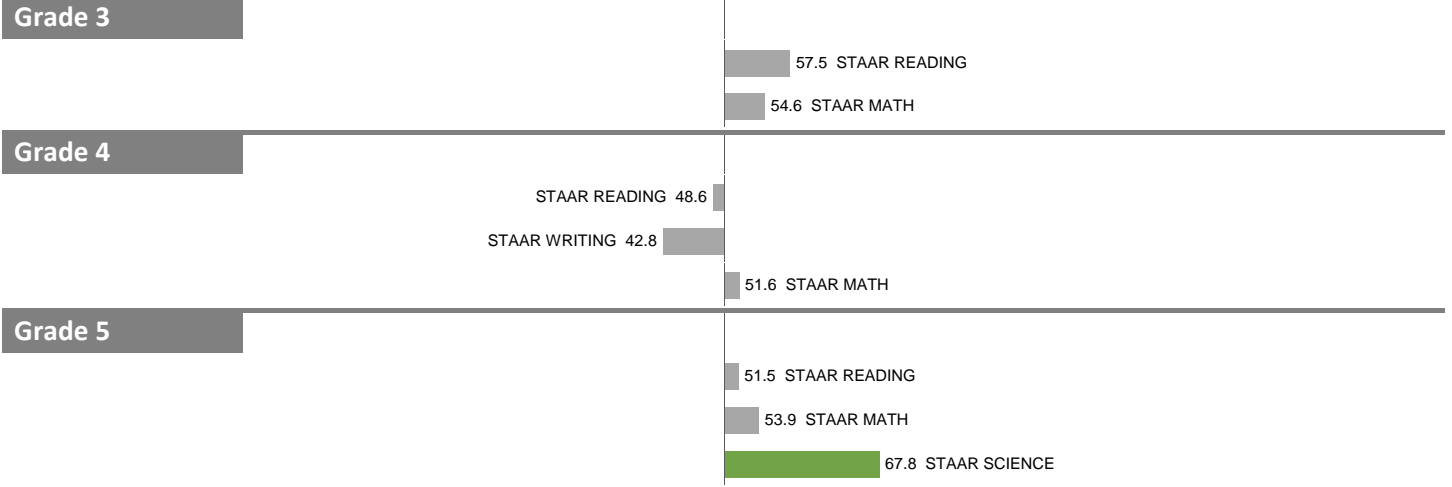 Grade 3
57.5 STAAR READING
54.6 STAAR MATH
Grade 4
STAAR READING 48.6
STAAR WRITING 42.8
51.6 STAAR MATH
Grade 5
51.5 STAAR READING
53.9 STAAR MATH
67.8 STAAR SCIENCE